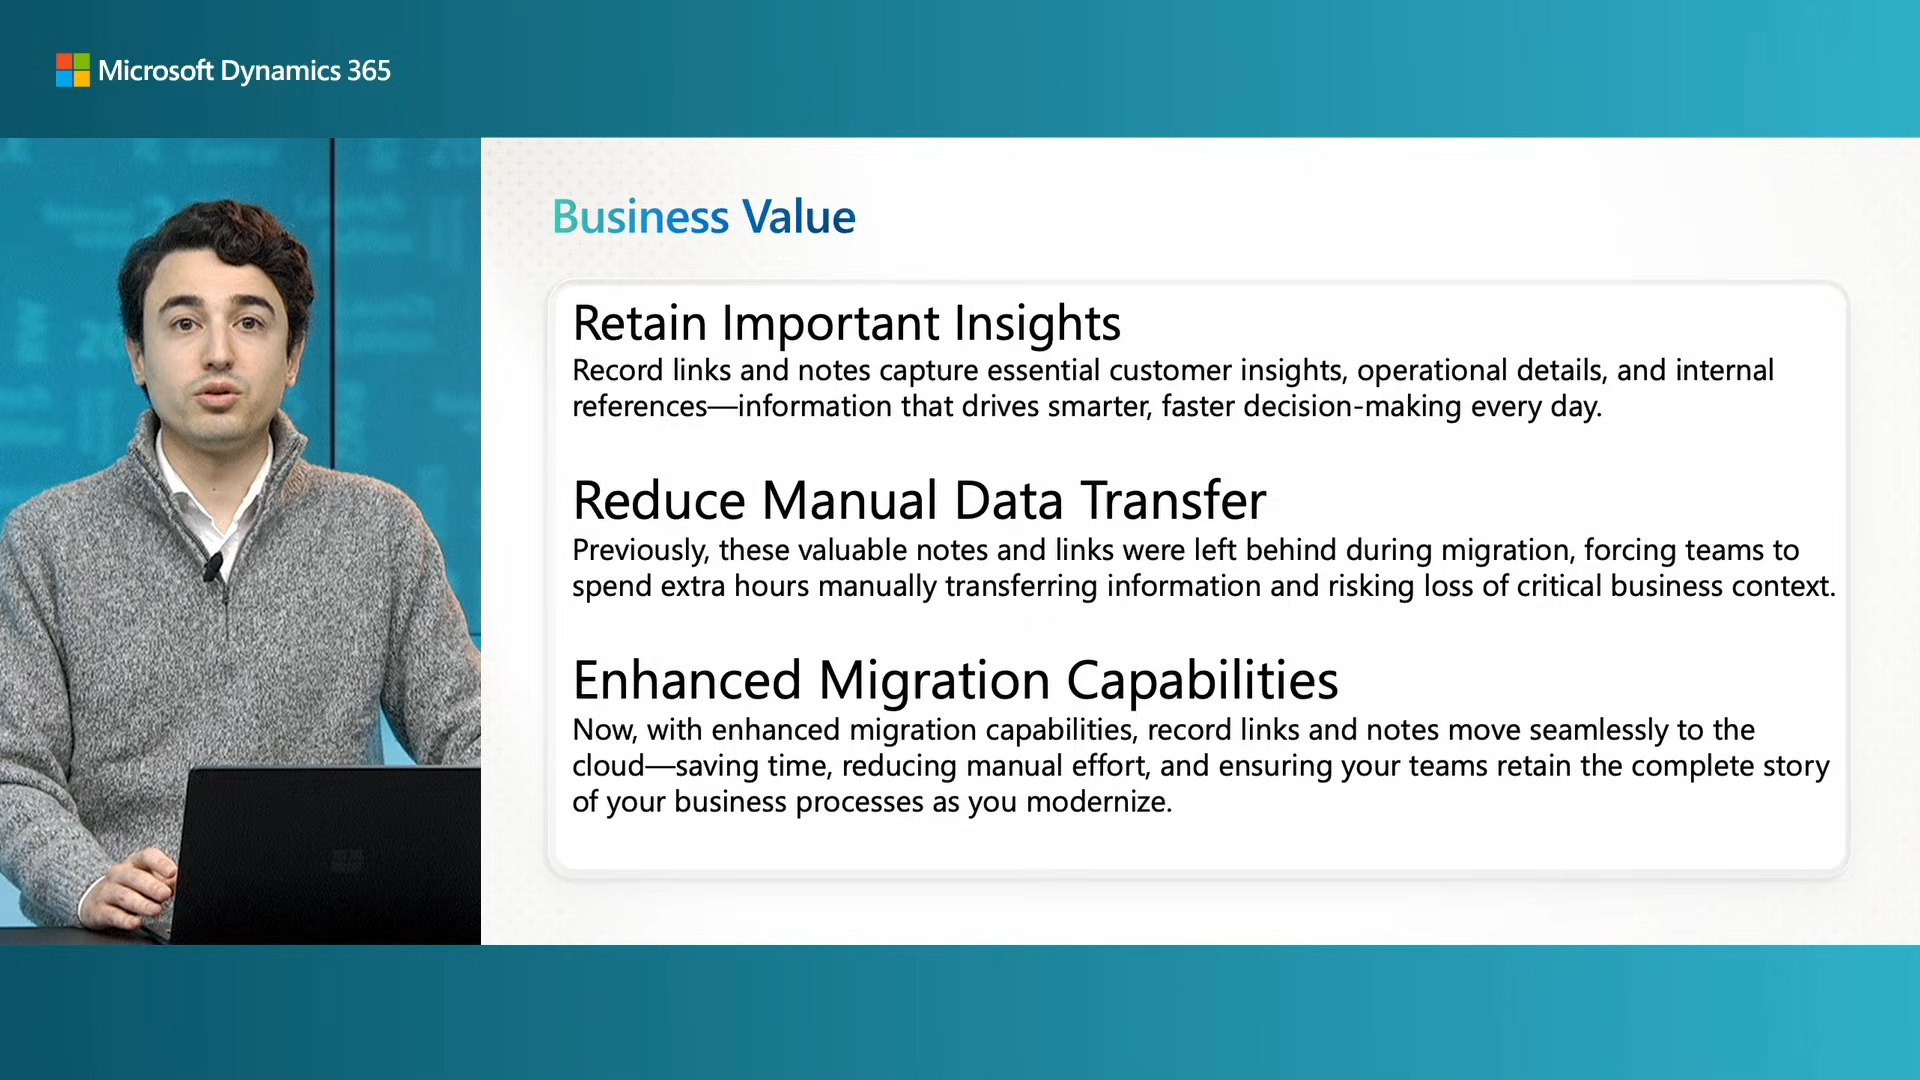 Microsoft Dynamics 365
Business Value
Retain Important Insights
Record links and notes capture essential customer insights, operational details, and internal
references—information that drives smarter, faster decision-making every day.
Reduce Manual Data Transfer
Previously, these valuable notes and links were left behind during migration, forcing teams to
spend extra hours manually transferring information and risking loss of critical business context.
Enhanced Migration Capabilities
Now, with enhanced migration capabilities, record links and notes move seamlessly to the
cloud—saving time, reducing manual effort, and ensuring your teams retain the complete story
of your business processes as you modernize.